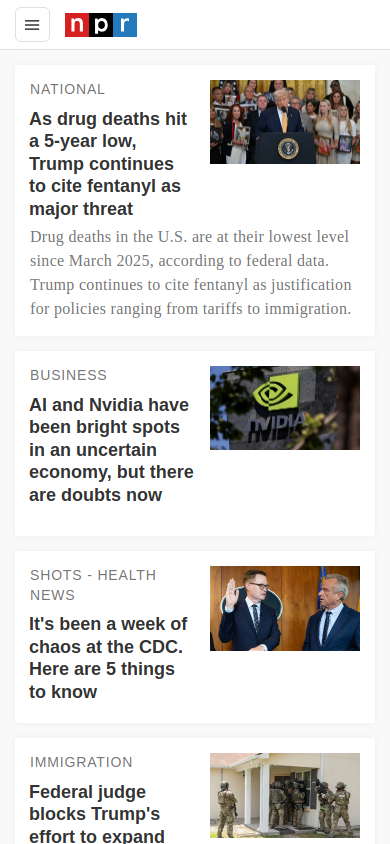 npr
NATIONAL
As drug deaths hit
a 5-year low,
Trump continues
to cite fentanyl as
major threat
Drug deaths in the U.S. are at their lowest level
since March 2025, according to federal data.
Trump continues to cite fentanyl as justification
for policies ranging from tariffs to immigration.
BUSINESS
AI and Nvidia have
been bright spots
in an uncertain
economy, but there
are doubts now
NVIDIA
SHOTS - HEALTH
NEWS
It's been a week of
chaos at the CDC.
Here are 5 things
to know
IMMIGRATION
Federal judge
blocks Trump's
effort to expand